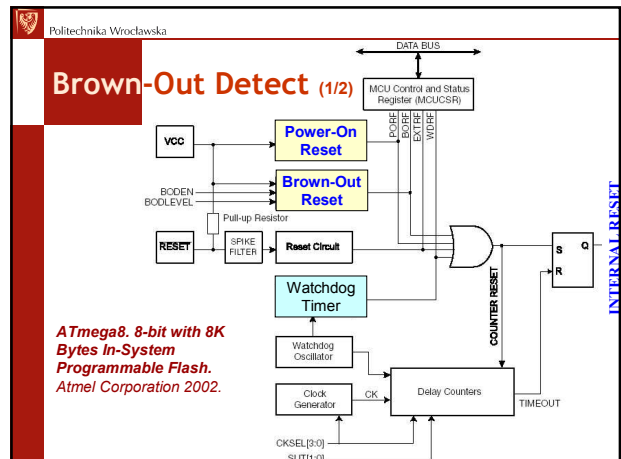 Politechnika Wrocławska
Brown-Out Detect (1/2)
DATA BUS
MCU Control and Status
Register (MCUCSR)
PORF
BORF
EXTRF
WDRF
VCC
Power-On
Reset
Brown-Out
Reset
BODEN
BODLEVEL
Pull-up Resistor
RESET
SPIKE
FILTER
Reset Circuit
S
Q
R
INTERNAL RESET
COUNTER RESET
Watchdog
Timer
ATmega8. 8-bit with 8K
Bytes In-System
Programmable Flash.
Atmel Corporation 2002.
Watchdog
Oscillator
Clock
Generator
CK
Delay Counters
TIMEOUT
CKSEL[3:0]
SUT[1:0]